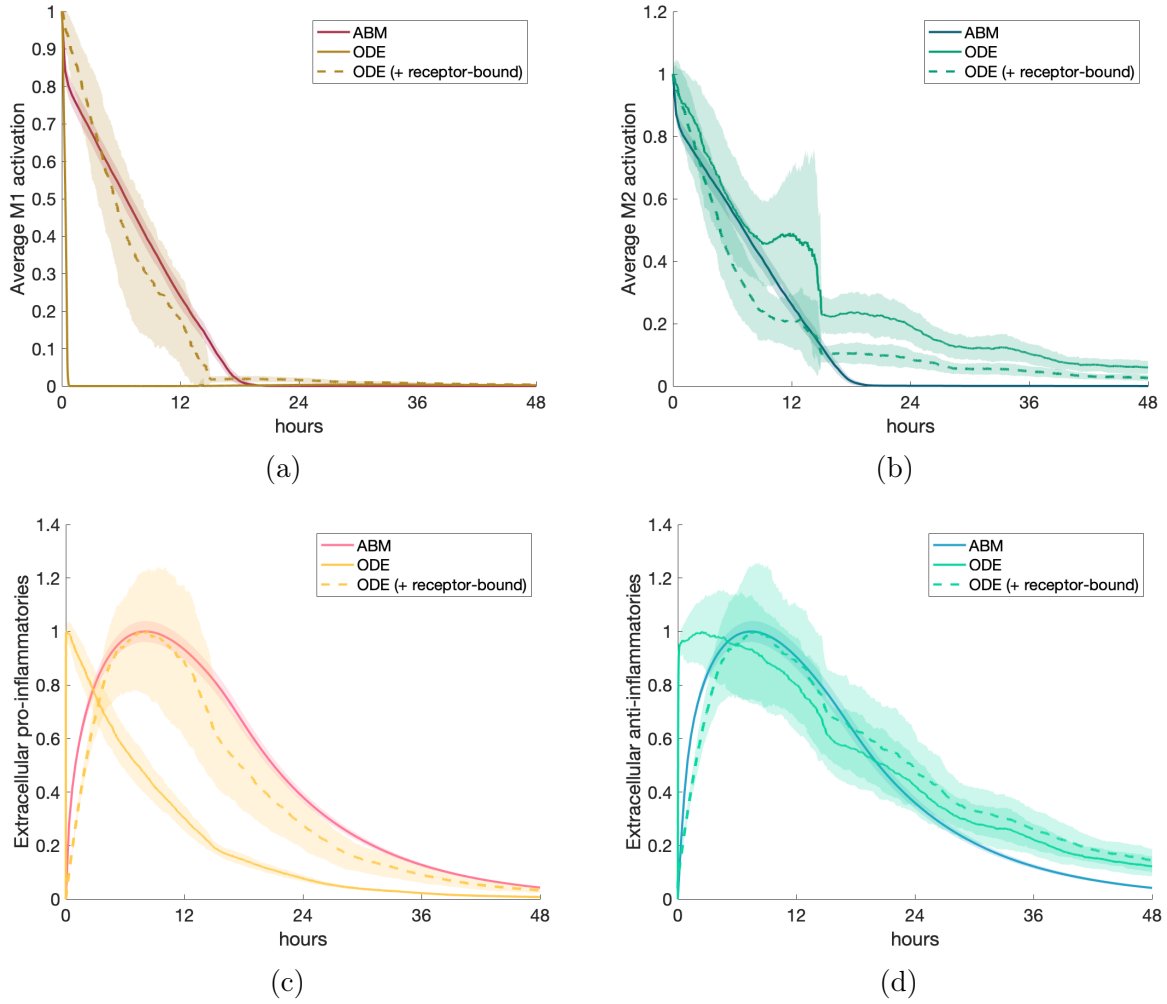 Average M1 activation
1
0.9
0.8
0.7
0.6
0.5
0.4
0.3
0.2
0.1
0
0 12 24 36 48
hours
ABM
ODE
ODE (+ receptor-bound)
(a)
Average M2 activation
1.2
1
0.8
0.6
0.4
0.2
0
0 12 24 36 48
hours
ABM
ODE
ODE (+ receptor-bound)
(b)
Extracellular pro-inflammatories
1.4
1.2
1
0.8
0.6
0.4
0.2
0
0 12 24 36 48
hours
ABM
ODE
ODE (+ receptor-bound)
(c)
Extracellular anti-inflammatories
1.4
1.2
1
0.8
0.6
0.4
0.2
0
0 12 24 36 48
hours
ABM
ODE
ODE (+ receptor-bound)
(d)